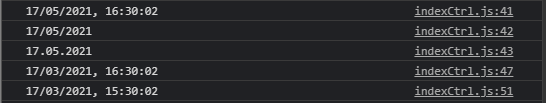 17/05/2021, 16:30:02 indexCtrl.js:41
17/05/2021 indexCtrl.js:42
17.05.2021 indexCtrl.js:43
17/03/2021, 16:30:02 indexCtrl.js:47
17/03/2021, 15:30:02 indexCtrl.js:51